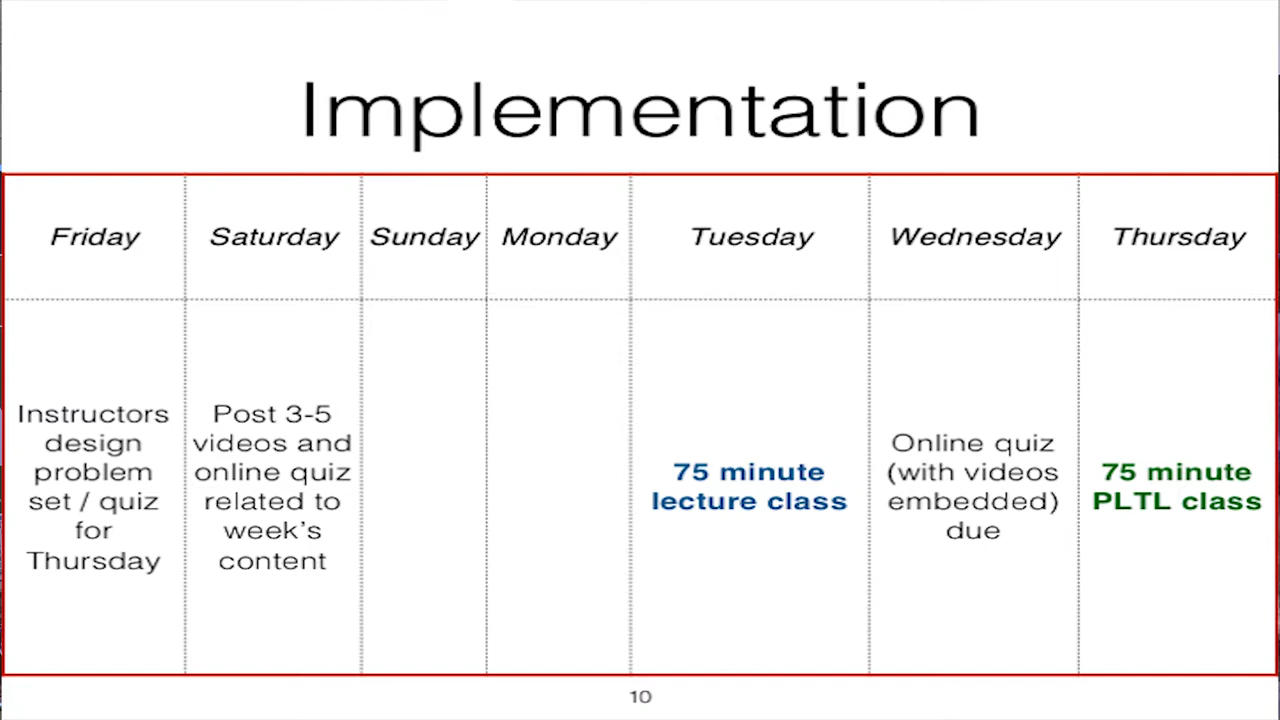 Implementation
Friday
Saturday
Sunday
Monday
Tuesday
Wednesday
Thursday
Instructors
design
problem
set / quiz
for
Thursday
Post 3-5
videos and
online quiz
related to
week's
content
75 minute
lecture class
Online quiz
(with videos
embedded)
due
75 minute
PLTL class
10